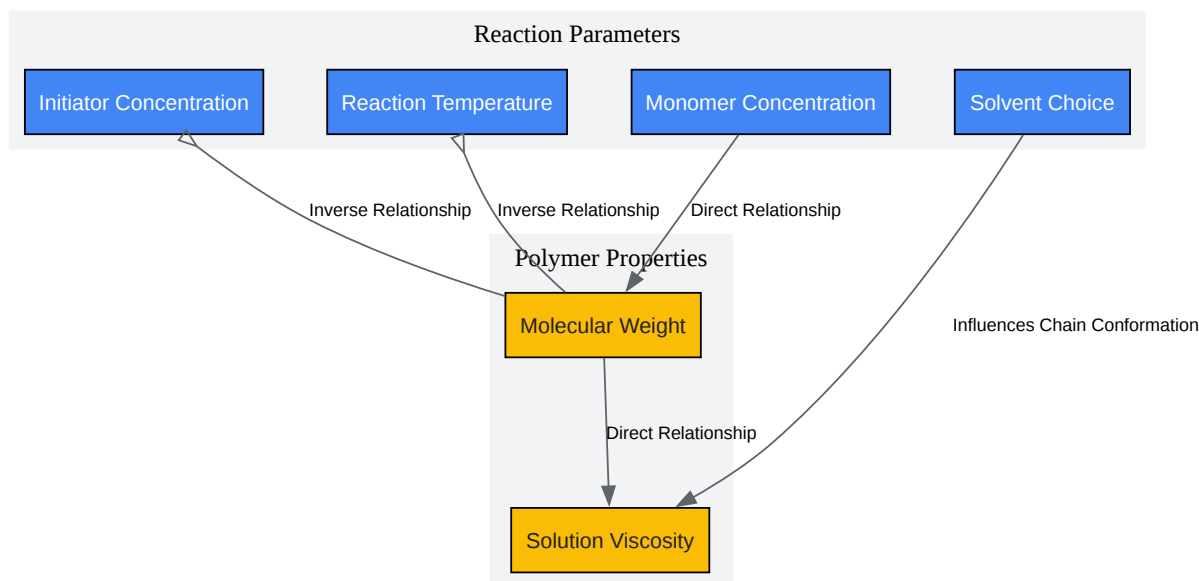 Reaction Parameters
Initiator Concentration
Reaction Temperature
Monomer Concentration
Solvent Choice
Inverse Relationship
Inverse Relationship
Direct Relationship
Polymer Properties
Molecular Weight
Influences Chain Conformation
Direct Relationship
Solution Viscosity